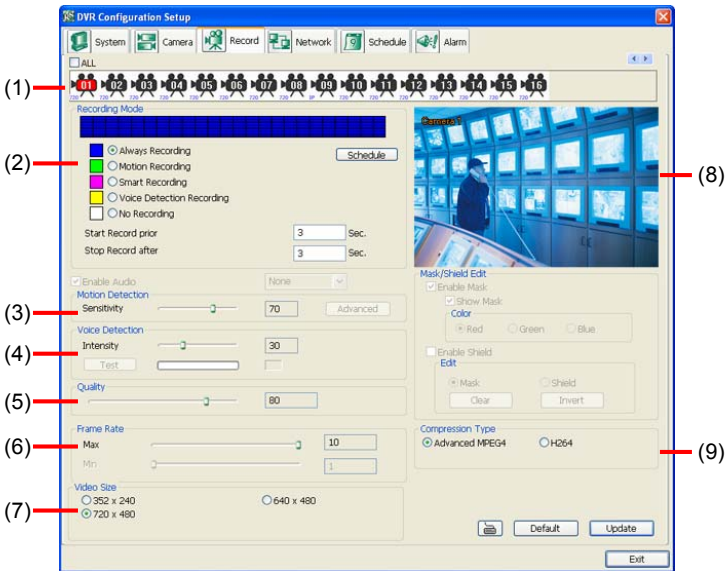 DVR Configuration Setup
System Camera Record Network Schedule Alarm
ALL
(1)
01 02 03 04 05 06 07 08 09 10 11 12 13 14 15 16
Recording Mode
(2)
Always Recording
Schedule
Motion Recording
Smart Recording
Voice Detection Recording
No Recording
Start Record prior 3 Sec.
Stop Record after 3 Sec.
Camera 1
(8)
Enable Audio None
Motion Detection
(3)
Sensitivity 70 Advanced
Voice Detection
(4)
Intensity 30
Test
Quality
(5)
80
Frame Rate
(6)
Max 10
Min 1
Video Size
(7)
352 x 240 640 x 480
720 x 480
Mask/Shield Edit
Enable Mask
Show Mask
Color
Red Green Blue
Enable Shield
Edit
Mask Shield
Clear Invert
Compression Type
Advanced MPEG4 H264
(9)
Default Update
Exit